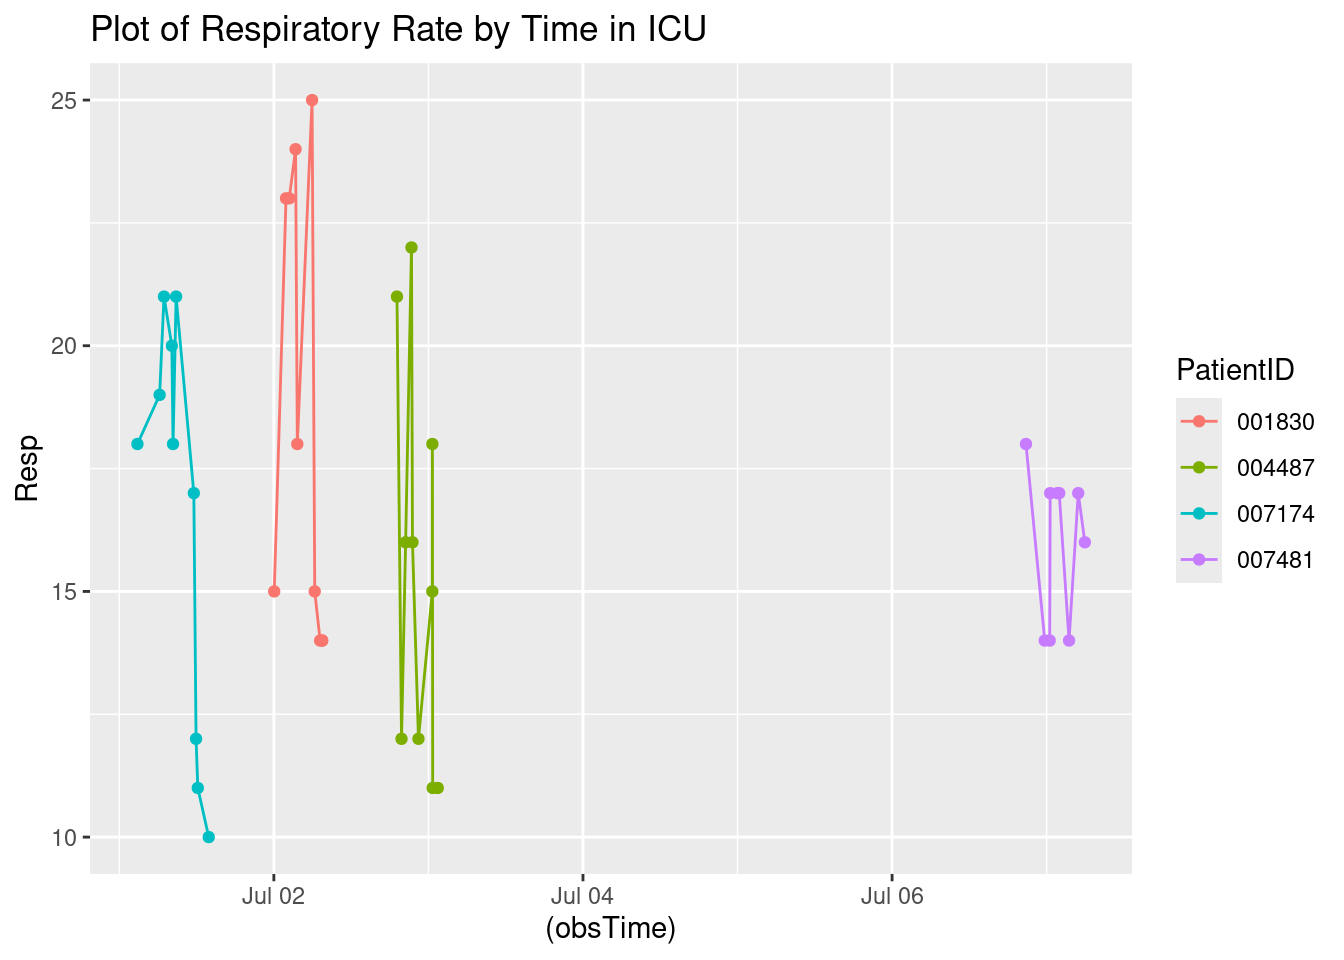 Plot of Respiratory Rate by Time in ICU
25
20
15
10
Resp
Jul 02
Jul 04
Jul 06
(obsTime)
PatientID
001830
004487
007174
007481